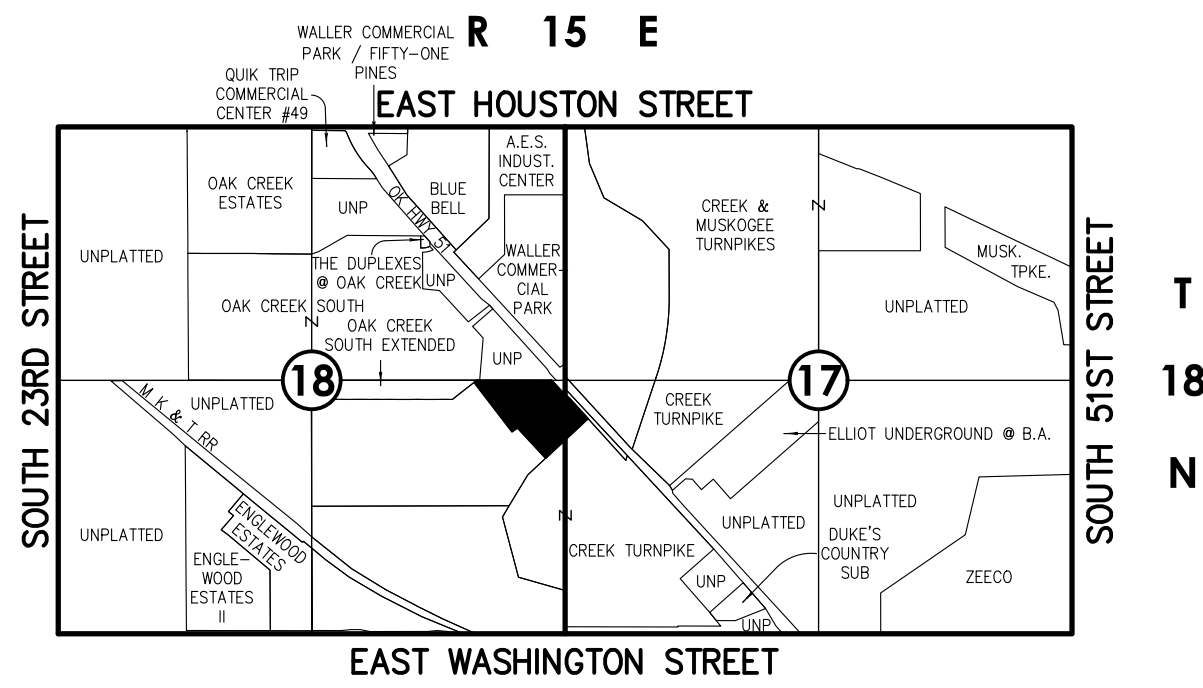 R 15 E
WALLER COMMERCIAL
PARK / FIFTY-ONE
PINES
QUIK TRIP
COMMERCIAL
CENTER #49
EAST HOUSTON STREET
SOUTH 23RD STREET
UNPLATTED
OAK CREEK
ESTATES
UNP
OK HWY 51
BLUE
BELL
A.E.S.
INDUST.
CENTER
THE DUPLEXES
@ OAK CREEK
UNP
WALLER
COMMER-
CIAL
PARK
OAK CREEK SOUTH
Z
OAK CREEK
SOUTH EXTENDED
UNP
CREEK &
MUSKOGEE
TURNPIKES
Z
MUSK.
TPKE.
UNPLATTED
SOUTH 51ST STREET
T
18
N
18
17
M K & T RR
UNPLATTED
CREEK
TURNPIKE
ELLIOT UNDERGROUND @ B.A.
UNPLATTED
ENGLEWOOD
ESTATES
ENGLE-
WOOD
ESTATES
II
Z
CREEK TURNPIKE
UNPLATTED
UNPLATTED
DUKE'S
COUNTRY
SUB
UNP
UNP
ZEECO
EAST WASHINGTON STREET